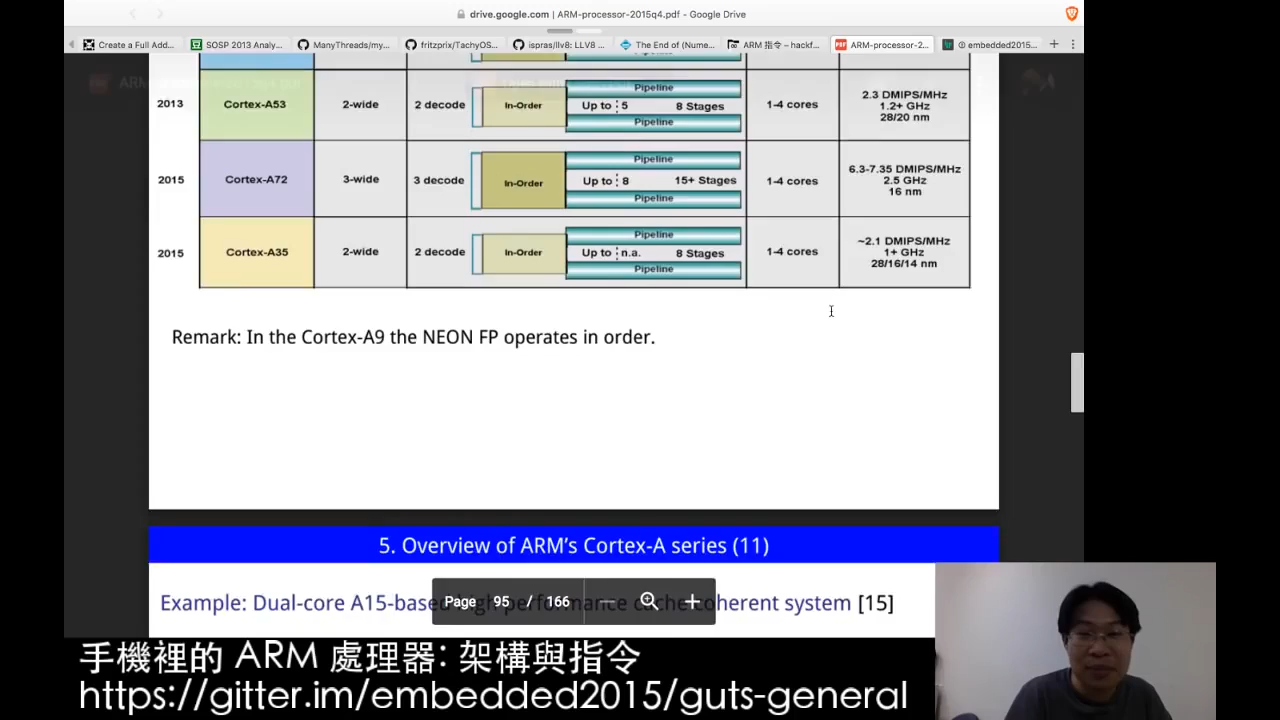 drive.google.com | ARM-processor-2015q4.pdf - Google Drive
Create a Full Add...
SOSP 2013 Analy...
ManyThreads/my...
fritzprix/TachyOS...
ispras/llv8: LLV8 ...
The End of (Nume...
ARM 指令 ~ hackf...
ARM-processor-2...
embedded2015...
2013 Cortex-A53 2-wide 2 decode In-Order Pipeline Up to 5 8 Stages Pipeline 1-4 cores 2.3 DMIPS/MHz
1.2+ GHz
28/20 nm
2015 Cortex-A72 3-wide 3 decode In-Order Pipeline Up to 8 15+ Stages Pipeline 1-4 cores 6.3-7.35 DMIPS/MHz
2.5 GHz
16 nm
2015 Cortex-A35 2-wide 2 decode In-Order Pipeline Up to n.a. 8 Stages Pipeline 1-4 cores ~2.1 DMIPS/MHz
1+ GHz
28/16/14 nm
Remark: In the Cortex-A9 the NEON FP operates in order.
5. Overview of ARM's Cortex-A series (11)
Example: Dual-core A15-based high performance cache coherent system [15]
Page 95 / 166
手機裡的 ARM 處理器: 架構與指令
https://gitter.im/embedded2015/guts-general